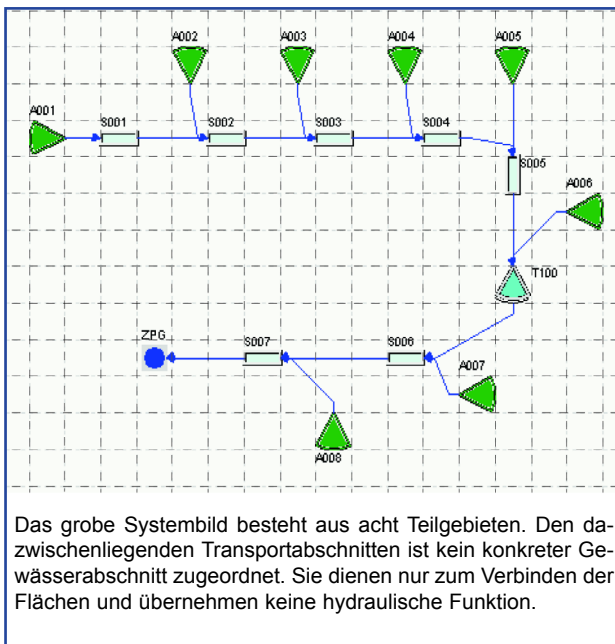 A002
A003
A004
A005
A001
S001
S002
S003
S004
S005
A006
T100
ZPG
S007
S006
A007
A008
Das grobe Systembild besteht aus acht Teilgebieten. Den da-
zwischenliegenden Transportabschnitten ist kein konkreter Ge-
wässerabschnitt zugeordnet. Sie dienen nur zum Verbinden der
Flächen und übernehmen keine hydraulische Funktion.